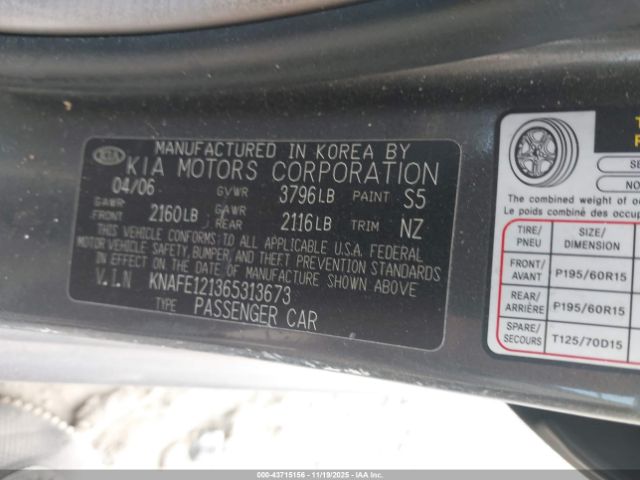 MANUFACTURED IN KOREA BY
KIA KIA MOTORS CORPORATION
04/06 GVWR 3796LB PAINT S5
GAWR FRONT 2160LB GAWR REAR 2116LB TRIM NZ
THIS VEHICLE CONFORMS TO ALL APPLICABLE U.S.A. FEDERAL
MOTOR VEHICLE SAFETY, BUMPER, AND THEFT PREVENTION STANDARDS
IN EFFECT ON THE DATE OF MANUFACTURE SHOWN ABOVE.
V.I.N KNAFE121365313673
TYPE PASSENGER CAR
The combined weight of
Le poids combiné des
TIRE/ PNEU SIZE/ DIMENSION
FRONT/ AVANT P195/60R15
REAR/ ARRIÈRE P195/60R15
SPARE/ SECOURS T125/70D15
000-43715156 - 11/19/2025 - IAAI/CDN